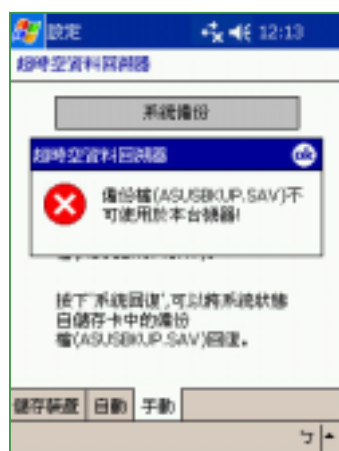 設定 12:13
超時空資料回溯器
系統備份
超時空資料回溯器 ok
備份檔(ASUSBKUP.SAV)不
可使用於本台機器!
按下"系統回復",可以將系統狀態
自儲存卡中的備份
檔(ASUSBKUP.SAV)回復。
儲存裝置 自動 手動
ㄅ